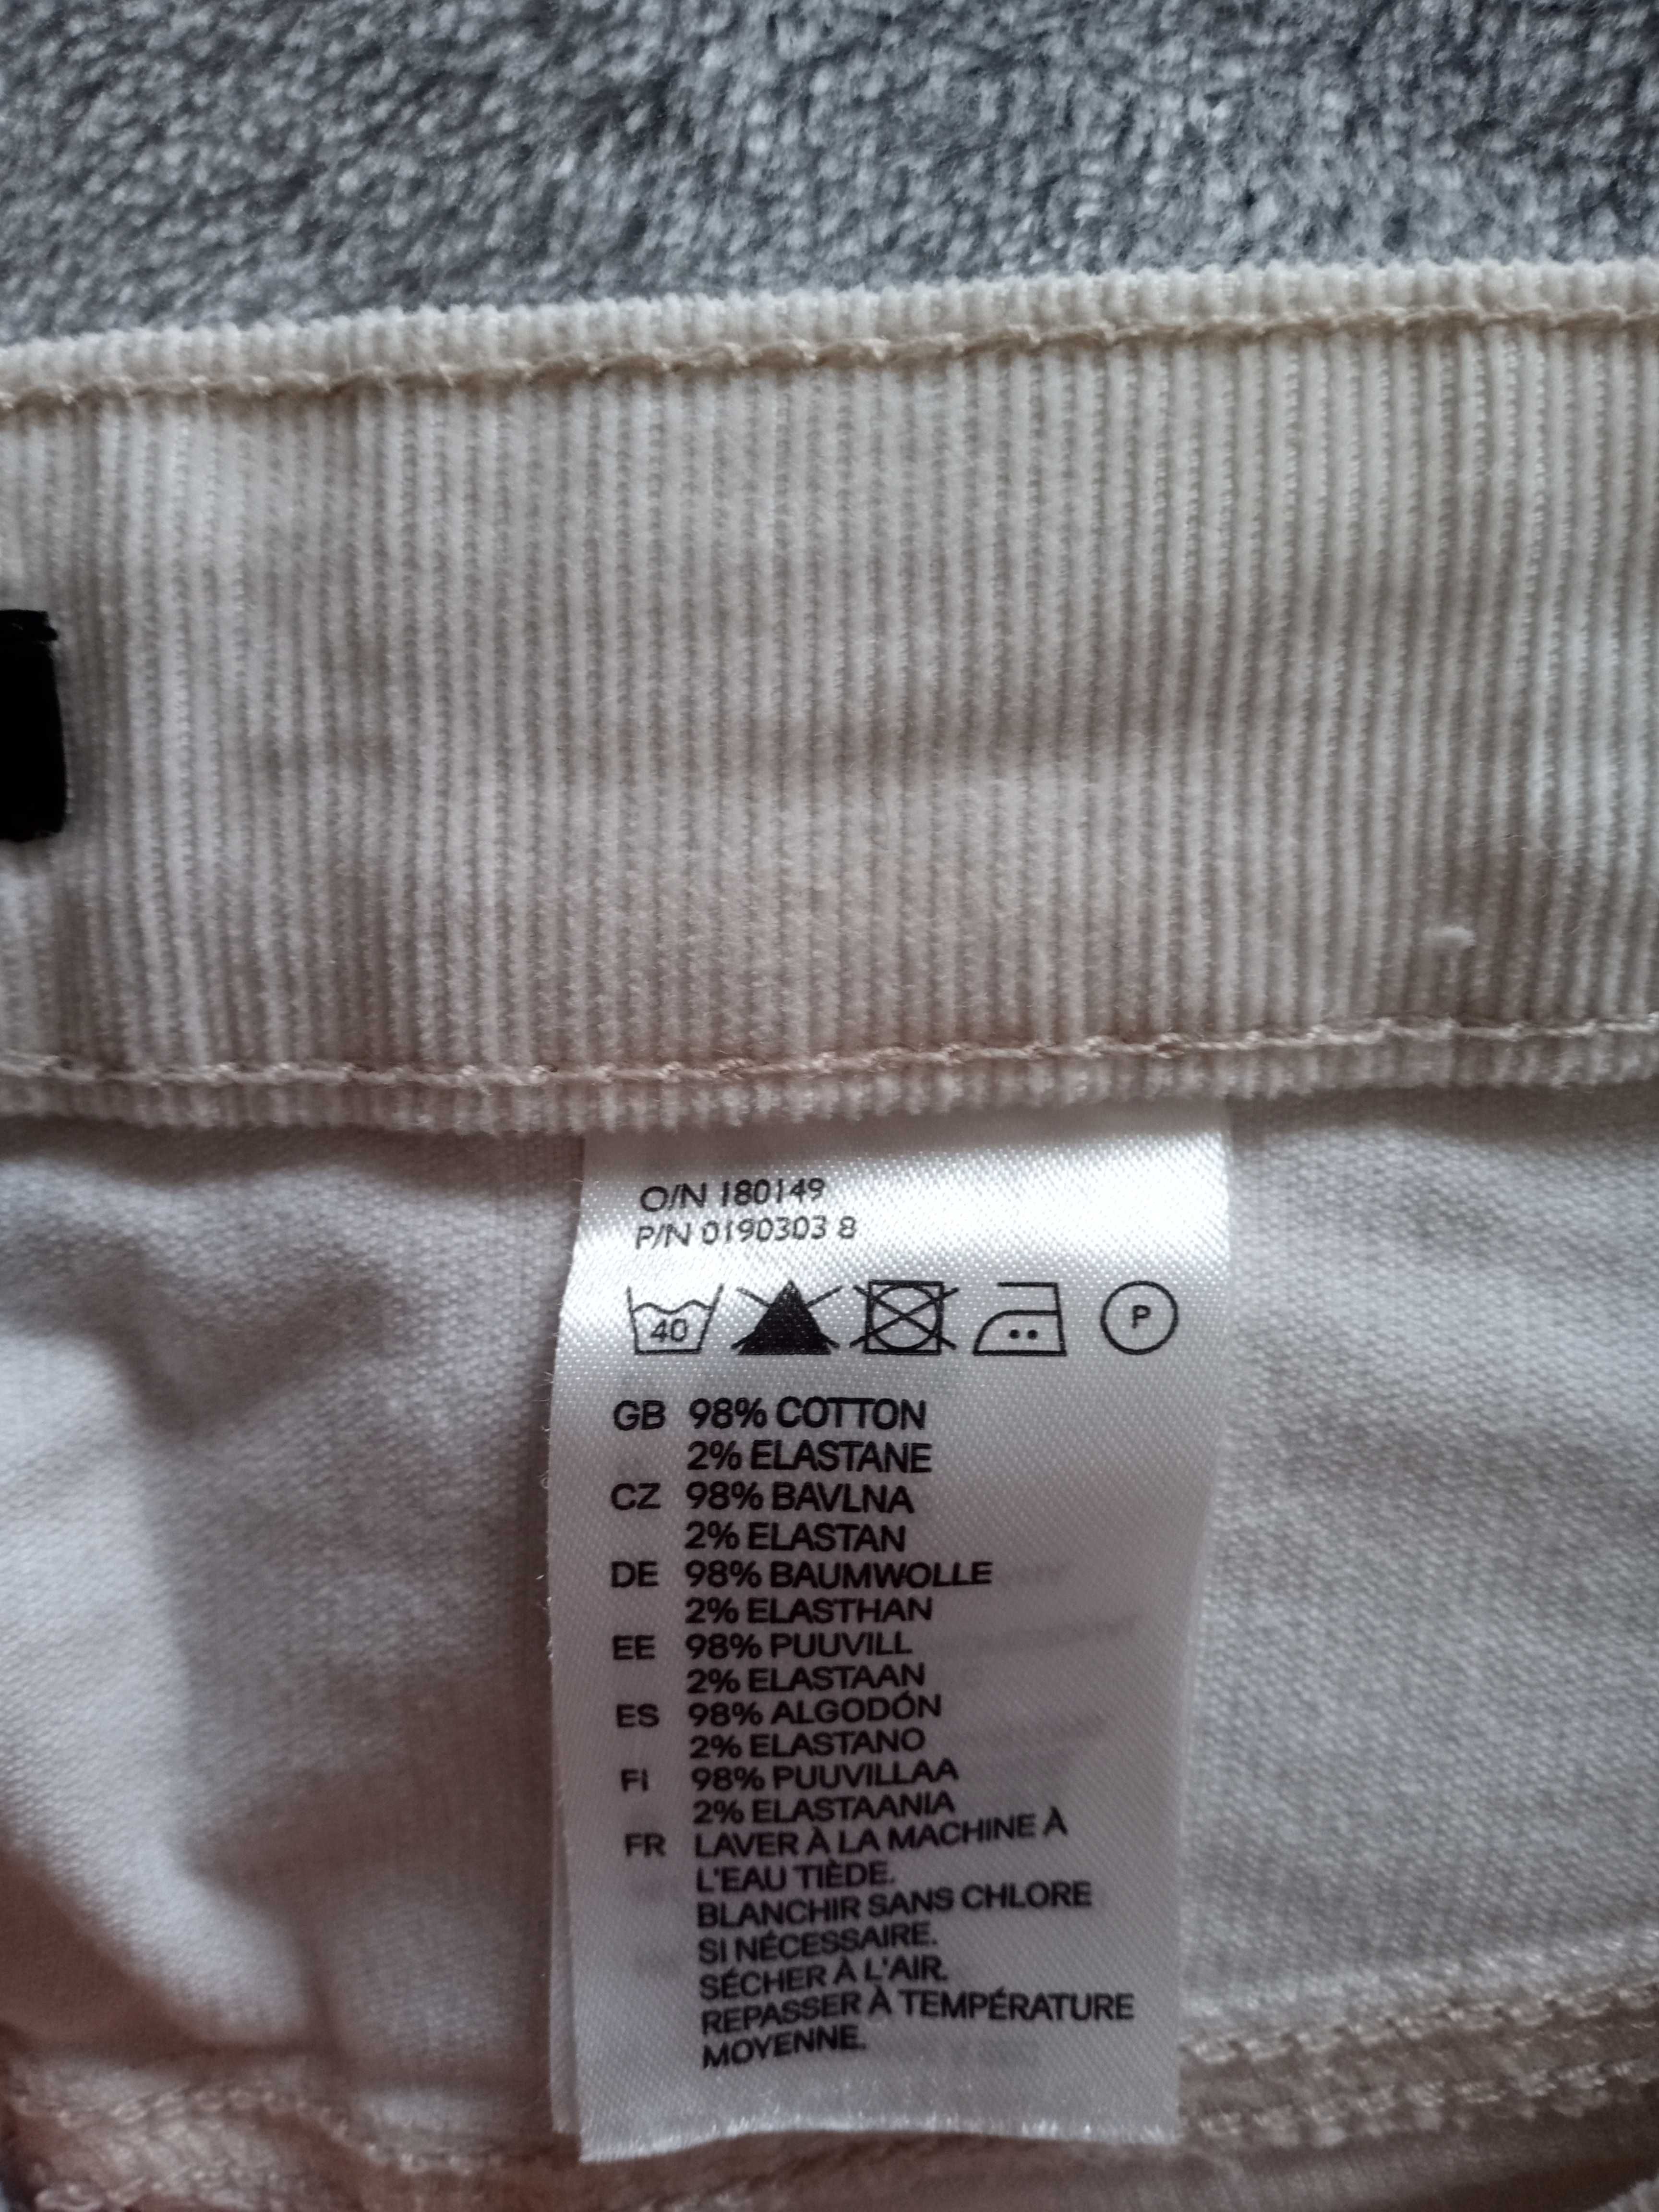 O/N 180149
P/N 0190303 8
40 P
GB 98% COTTON
2% ELASTANE
CZ 98% BAVLNA
2% ELASTAN
DE 98% BAUMWOLLE
2% ELASTHAN
EE 98% PUUVILL
2% ELASTAAN
ES 98% ALGODÓN
2% ELASTANO
FI 98% PUUVILLAA
2% ELASTAANIA
FR LAVER À LA MACHINE À
L'EAU TIÈDE.
BLANCHIR SANS CHLORE
SI NÉCESSAIRE.
SÉCHER À L'AIR.
REPASSER À TEMPÉRATURE
MOYENNE.